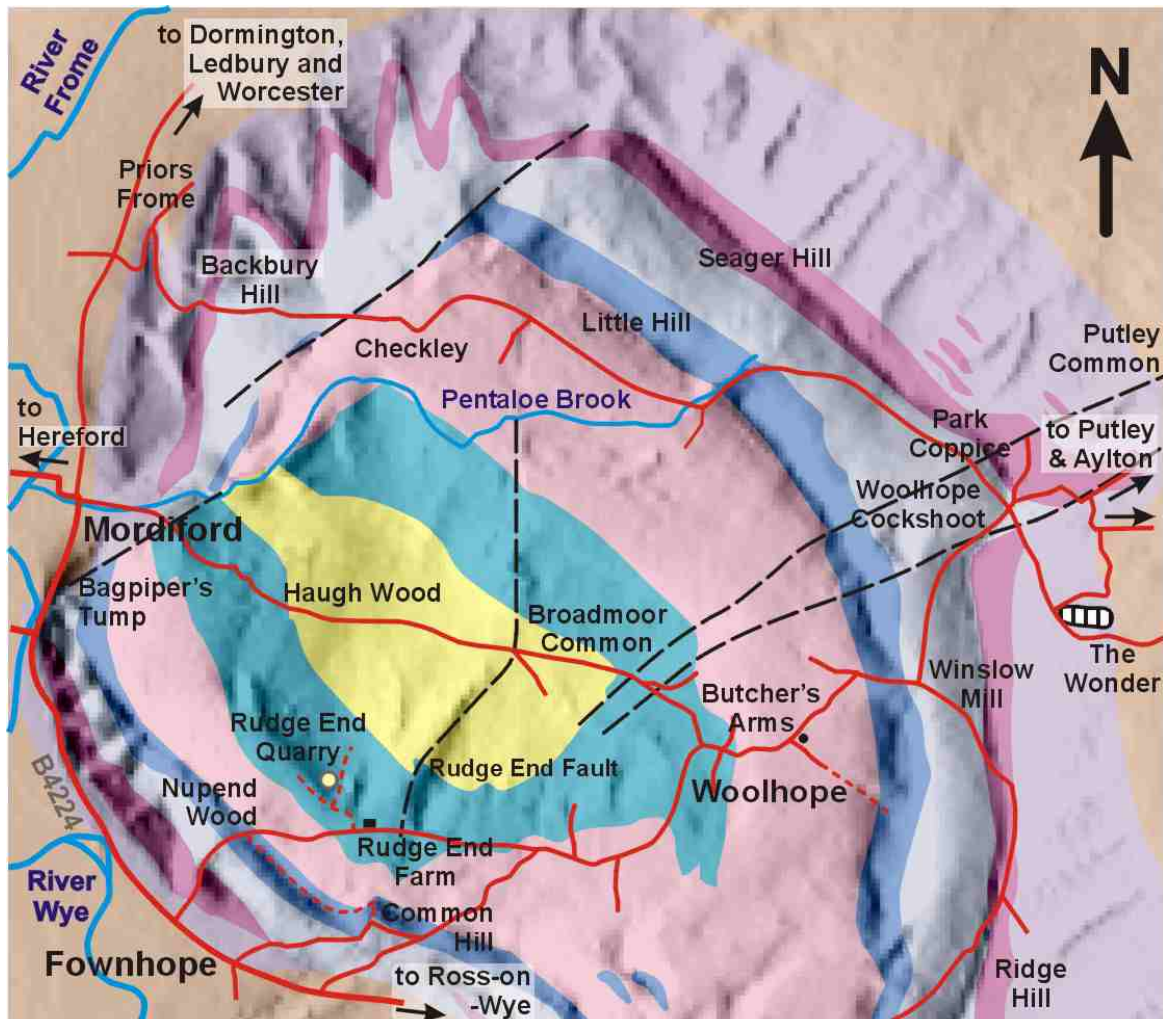 River
Frome
to Dormington,
Ledbury and
Worcester
N
Priors
Frome
Backbury
Hill
Seager Hill
Little Hill
Checkley
Putley
Common
to
Hereford
Pentaloe Brook
Park
Coppice
to Putley
& Aylton
Woolhope
Cockshoot
Mordiford
Bagpiper's
Tump
Haugh Wood
Broadmoor
Common
Winslow
Mill
The
Wonder
Butcher's
Arms
Rudge End
Quarry
Rudge End Fault
Woolhope
Nupend
Wood
B4224
Rudge End
Farm
River
Wye
Common
Hill
Fownhope
to Ross-on
-Wye
Ridge
Hill